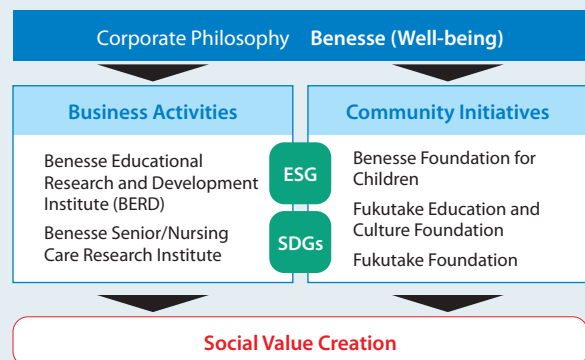 Corporate Philosophy Benesse (Well-being)
Business Activities
Benesse Educational
Research and Development
Institute (BERD)
Benesse Senior/Nursing
Care Research Institute
ESG
SDGs
Community Initiatives
Benesse Foundation for
Children
Fukutake Education and
Culture Foundation
Fukutake Foundation
Social Value Creation